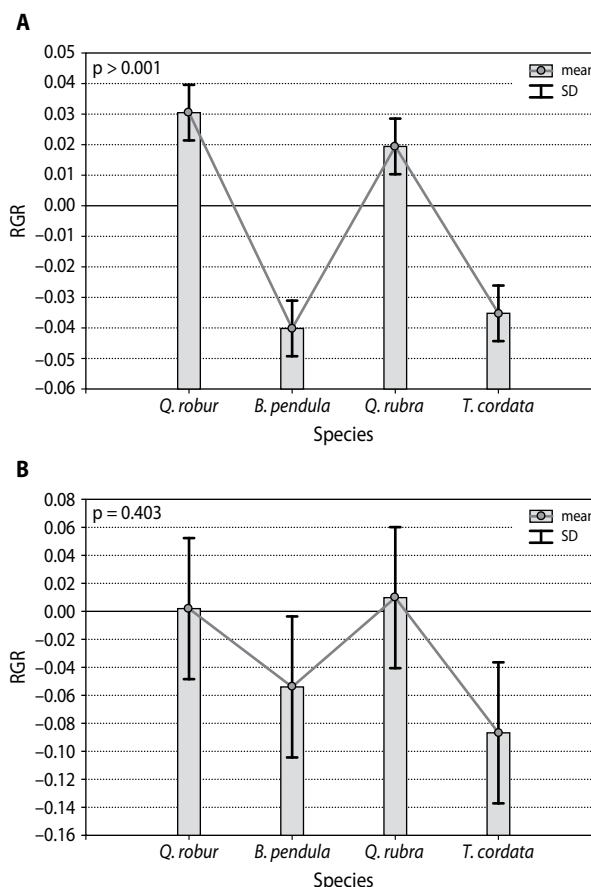 A
0.05
p > 0.001
mean
0.04
SD
0.03
0.02
0.01
0.00
RGR
–0.01
–0.02
–0.03
–0.04
–0.05
–0.06
Q. robur B. pendula Q. rubra T. cordata
Species
B
0.08
p = 0.403
mean
0.06
SD
0.04
0.02
0.00
–0.02
RGR
–0.04
–0.06
–0.08
–0.10
–0.12
–0.14
–0.16
Q. robur B. pendula Q. rubra T. cordata
Species